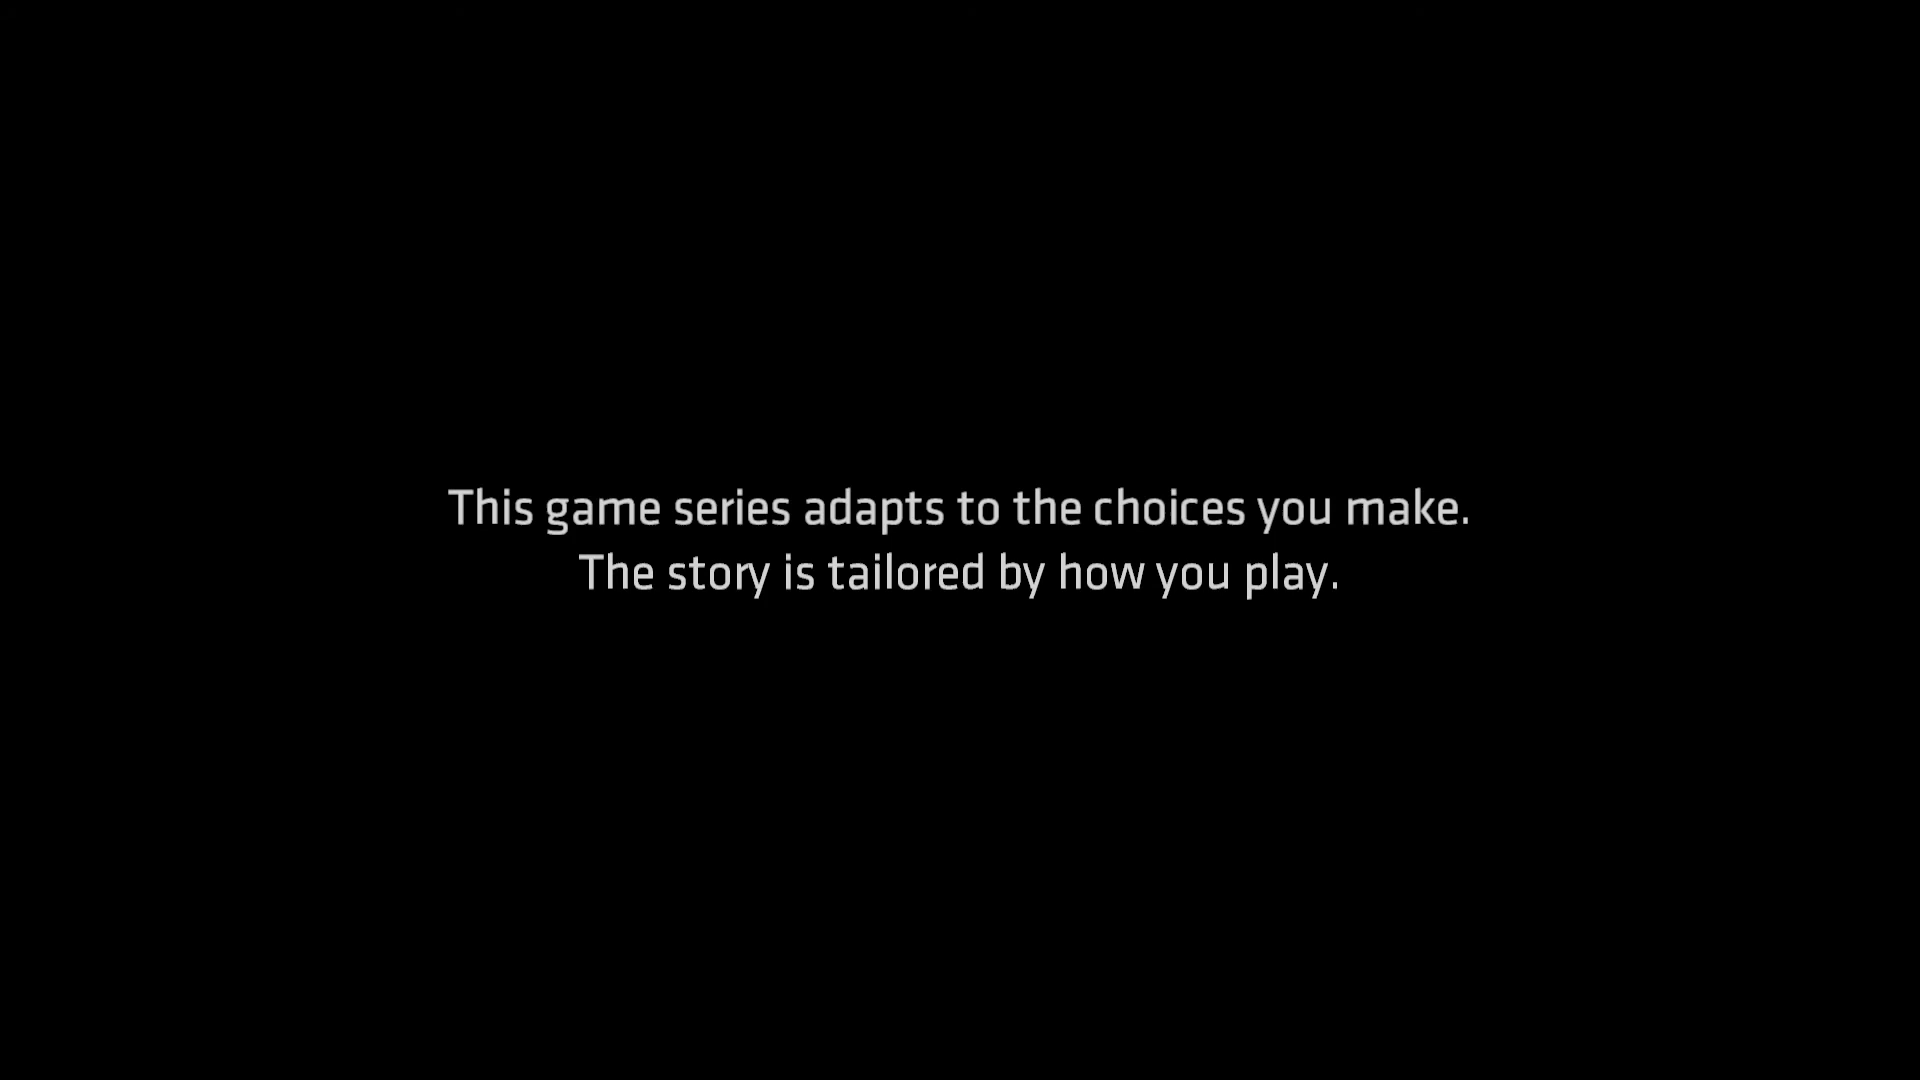 This game series adapts to the choices you make.
The story is tailored by how you play.